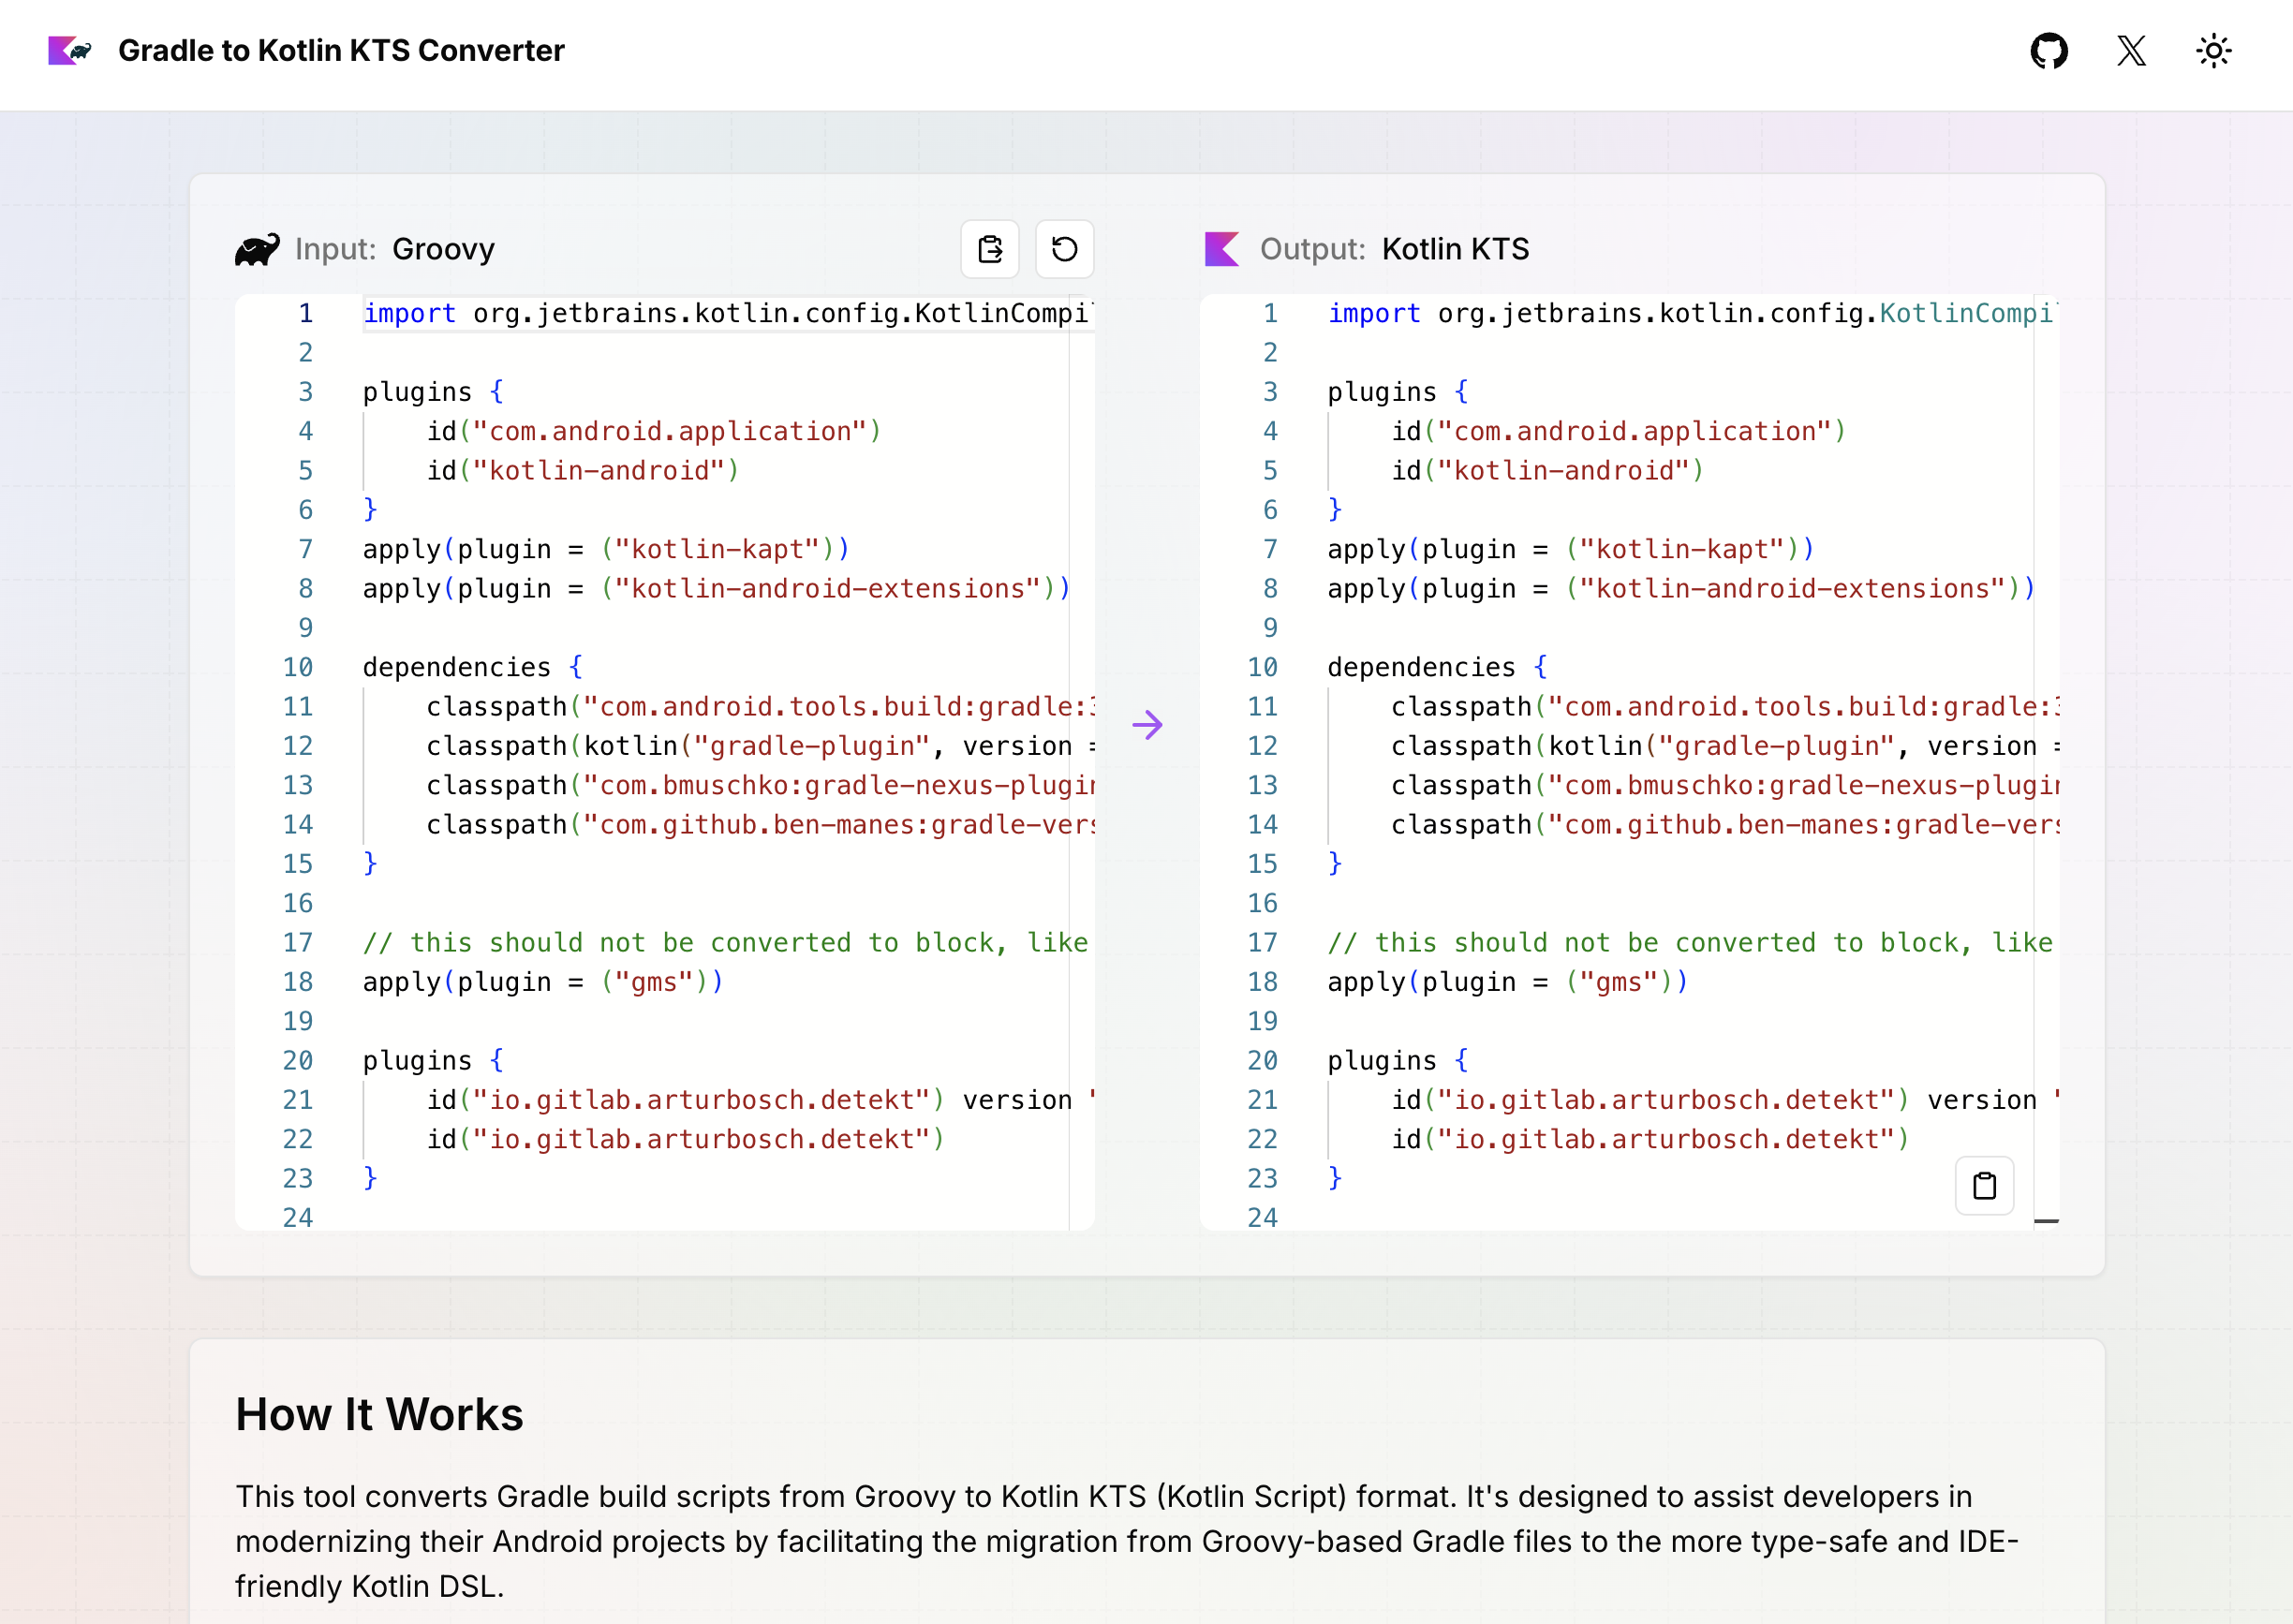 Gradle to Kotlin KTS Converter
Input: Groovy
1 import org.jetbrains.kotlin.config.KotlinCompi
2
3 plugins {
4 id("com.android.application")
5 id("kotlin-android")
6 }
7 apply(plugin = ("kotlin-kapt"))
8 apply(plugin = ("kotlin-android-extensions"))
9
10 dependencies {
11 classpath("com.android.tools.build:gradle:3
12 classpath(kotlin("gradle-plugin", version =
13 classpath("com.bmuschko:gradle-nexus-plugin
14 classpath("com.github.ben-manes:gradle-vers
15 }
16
17 // this should not be converted to block, like
18 apply(plugin = ("gms"))
19
20 plugins {
21 id("io.gitlab.arturbosch.detekt") version "
22 id("io.gitlab.arturbosch.detekt")
23 }
24
Output: Kotlin KTS
1 import org.jetbrains.kotlin.config.KotlinCompi
2
3 plugins {
4 id("com.android.application")
5 id("kotlin-android")
6 }
7 apply(plugin = ("kotlin-kapt"))
8 apply(plugin = ("kotlin-android-extensions"))
9
10 dependencies {
11 classpath("com.android.tools.build:gradle:3
12 classpath(kotlin("gradle-plugin", version =
13 classpath("com.bmuschko:gradle-nexus-plugin
14 classpath("com.github.ben-manes:gradle-vers
15 }
16
17 // this should not be converted to block, like
18 apply(plugin = ("gms"))
19
20 plugins {
21 id("io.gitlab.arturbosch.detekt") version "
22 id("io.gitlab.arturbosch.detekt")
23 }
24
How It Works
This tool converts Gradle build scripts from Groovy to Kotlin KTS (Kotlin Script) format. It's designed to assist developers in
modernizing their Android projects by facilitating the migration from Groovy-based Gradle files to the more type-safe and IDE-
friendly Kotlin DSL.